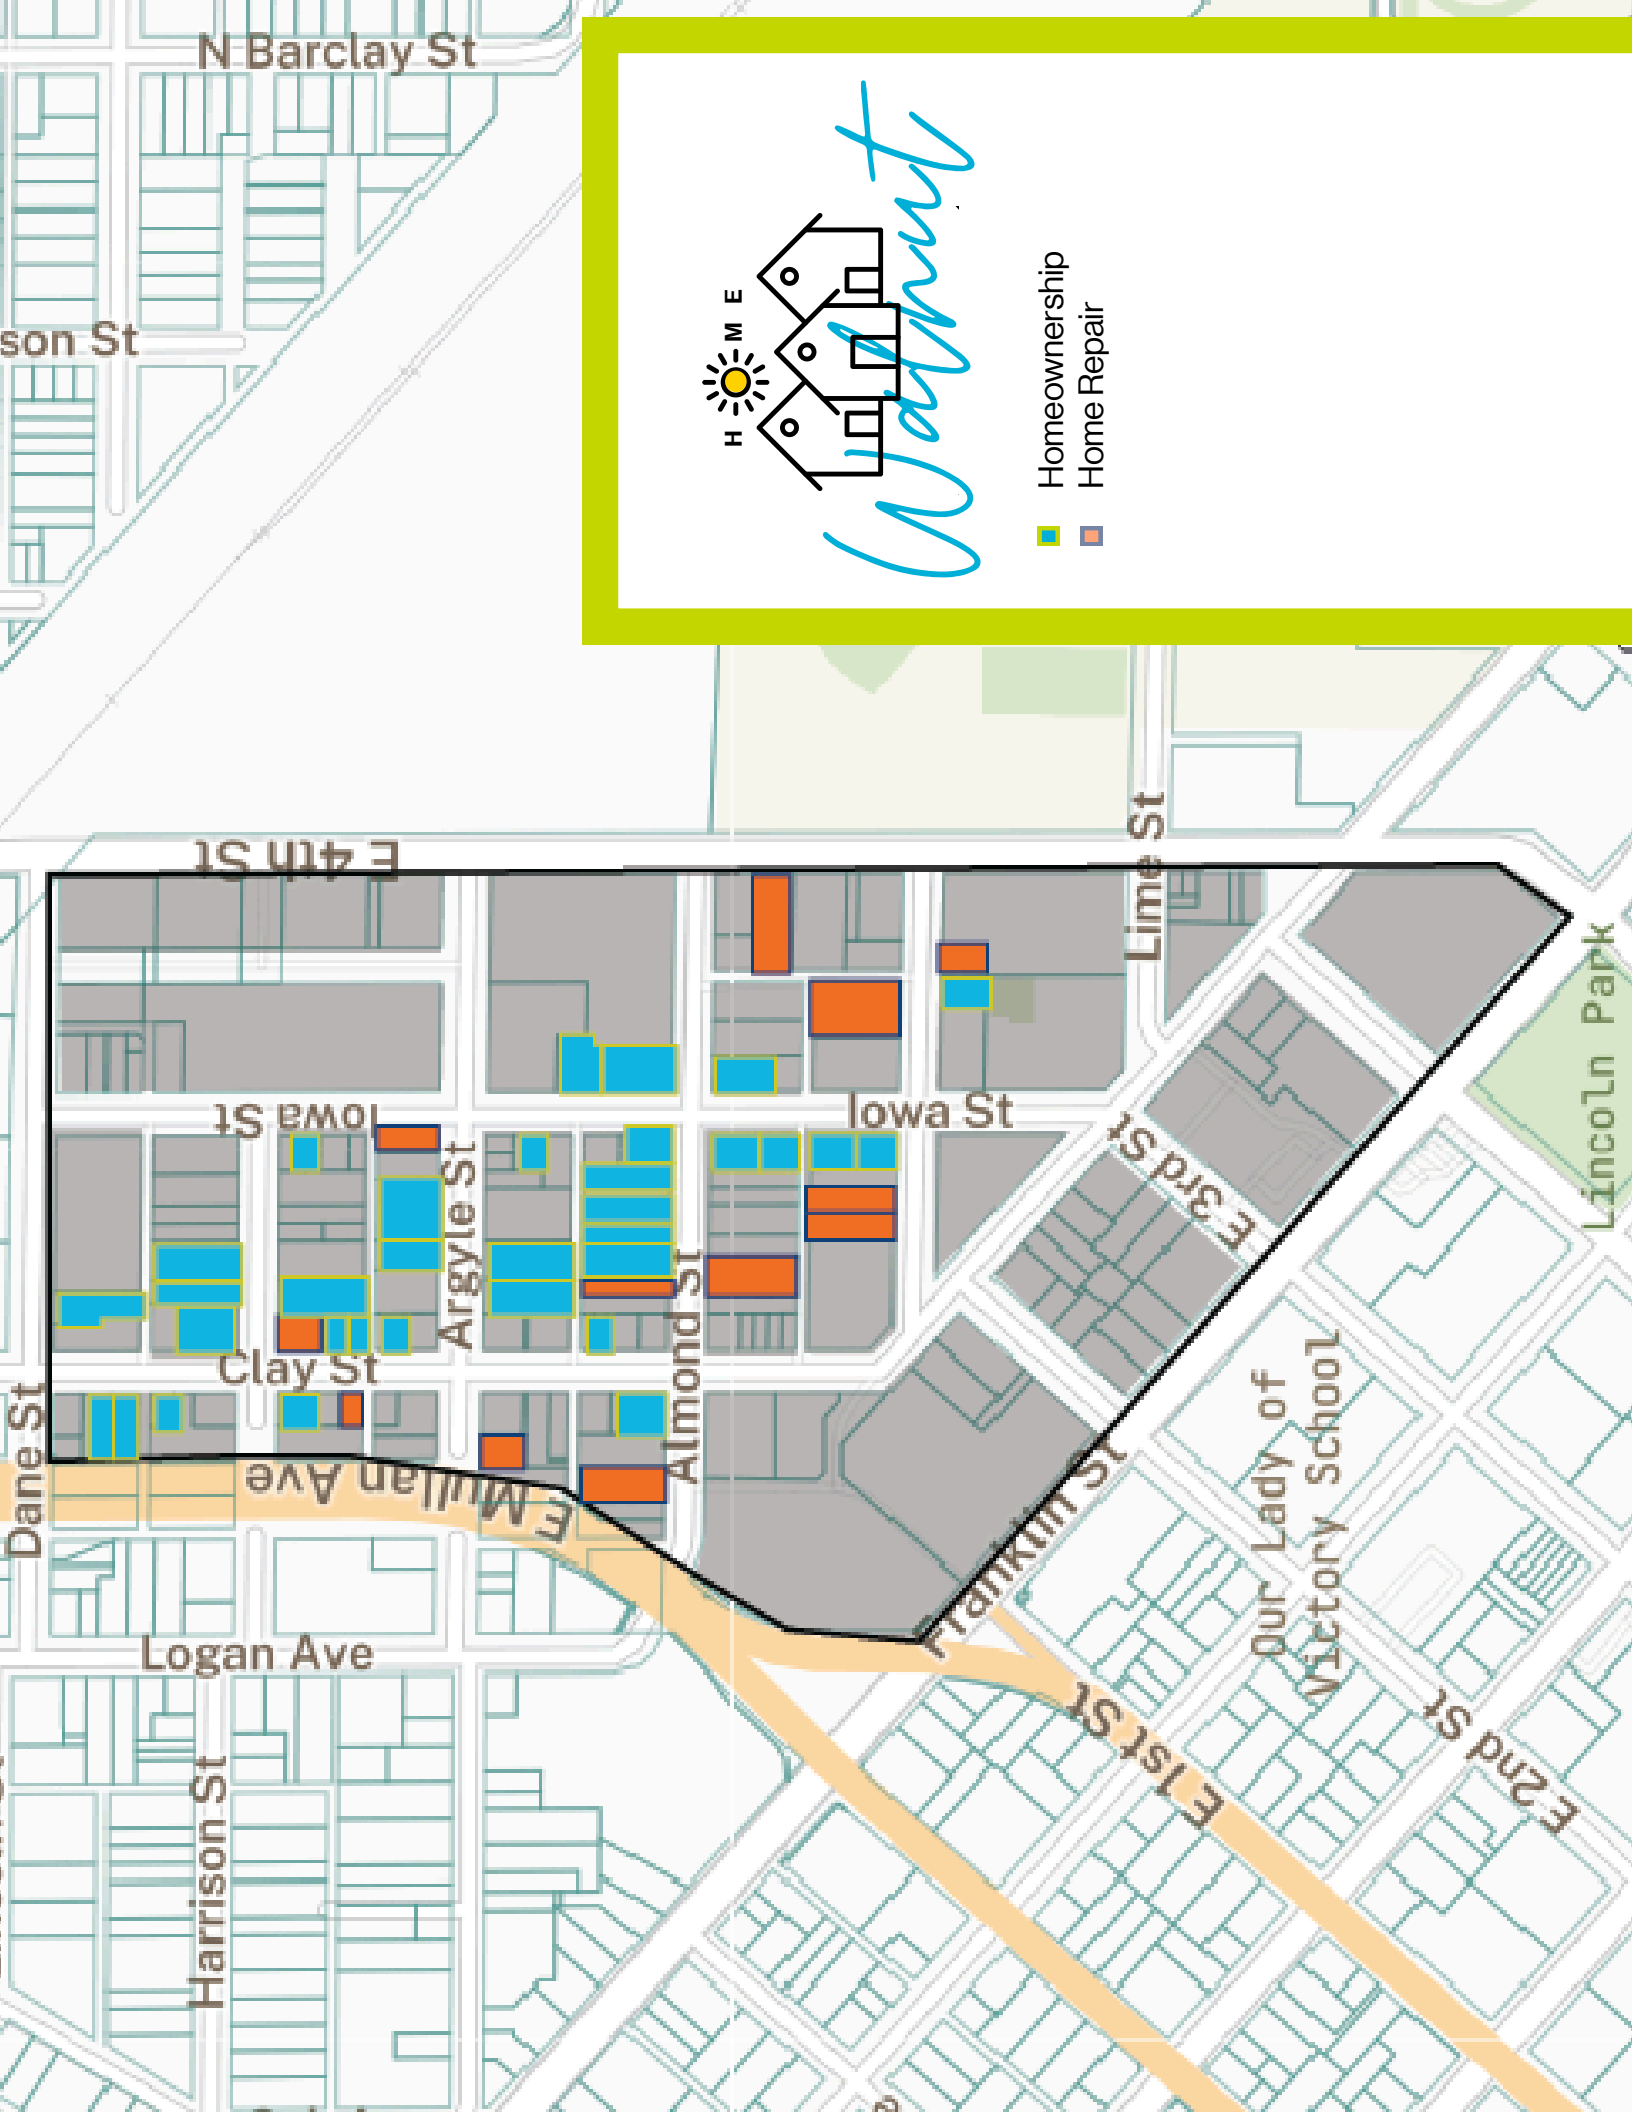 N Barclay St
son St
H ME
Walnut
Homeownership
Home Repair
E 4th St
Lime St
Lincoln Park
Iowa St
Iowa St
E 3rd St
Argyle St
Almond St
Clay St
Dane St
E Mullan Ave
Franklin St
Our Lady of
Victory School
Logan Ave
Harrison St
E 1st St
E 2nd St